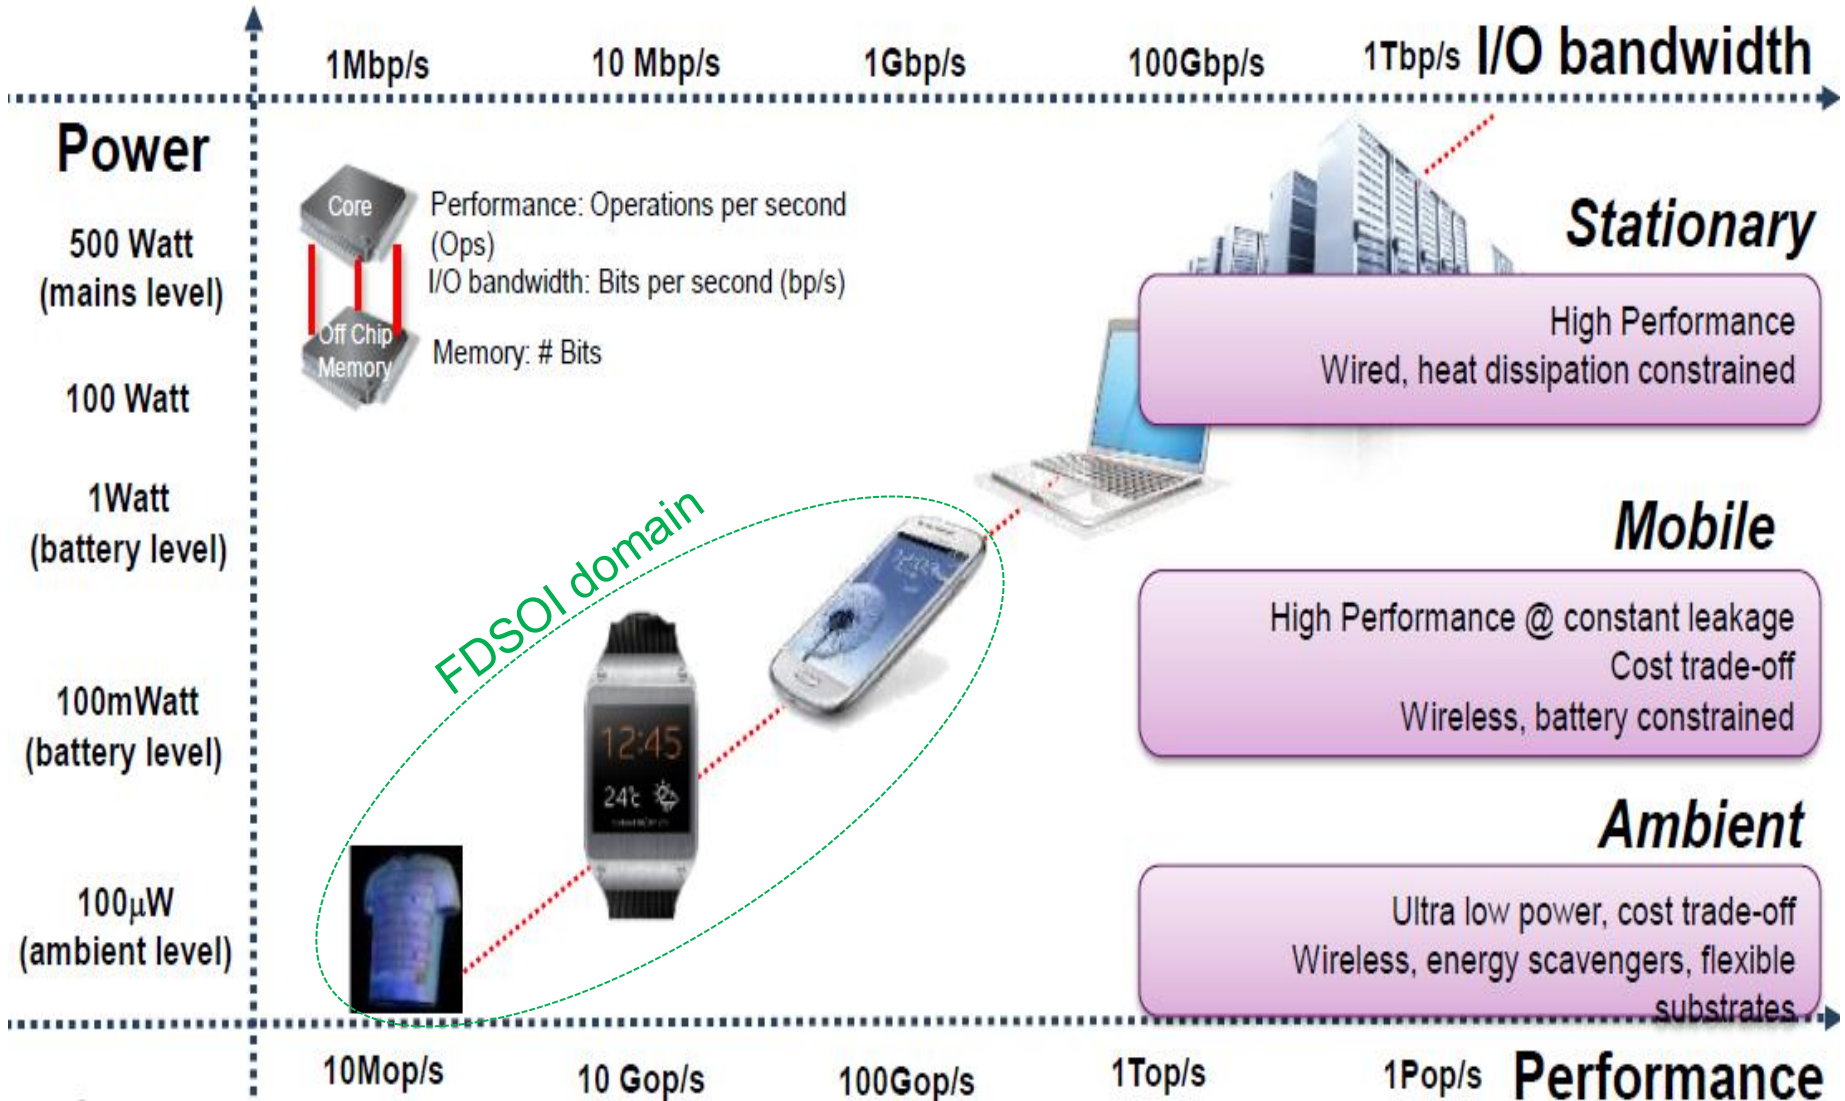 1Mbp/s
10 Mbp/s
1Gbp/s
100Gbp/s
1Tbp/s
I/O bandwidth
Power
500 Watt
(mains level)
100 Watt
1Watt
(battery level)
100mWatt
(battery level)
100μW
(ambient level)
Core
Off Chip
Memory
Performance: Operations per second
(Ops)
I/O bandwidth: Bits per second (bp/s)
Memory: # Bits
FDSOI domain
12:45
24°c
Stationary
High Performance
Wired, heat dissipation constrained
Mobile
High Performance @ constant leakage
Cost trade-off
Wireless, battery constrained
Ambient
Ultra low power, cost trade-off
Wireless, energy scavengers, flexible
substrates
10Mop/s
10 Gop/s
100Gop/s
1Top/s
1Pop/s
Performance